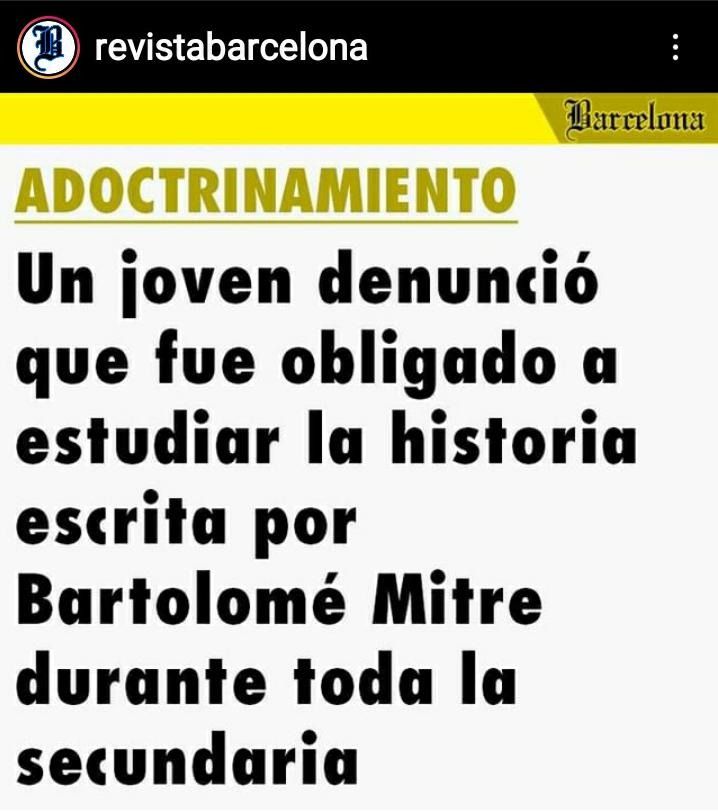 revistabarcelona
Barcelona
ADOCTRINAMIENTO
Un joven denunció
que fue obligado a
estudiar la historia
escrita por
Bartolomé Mitre
durante toda la
secundaria